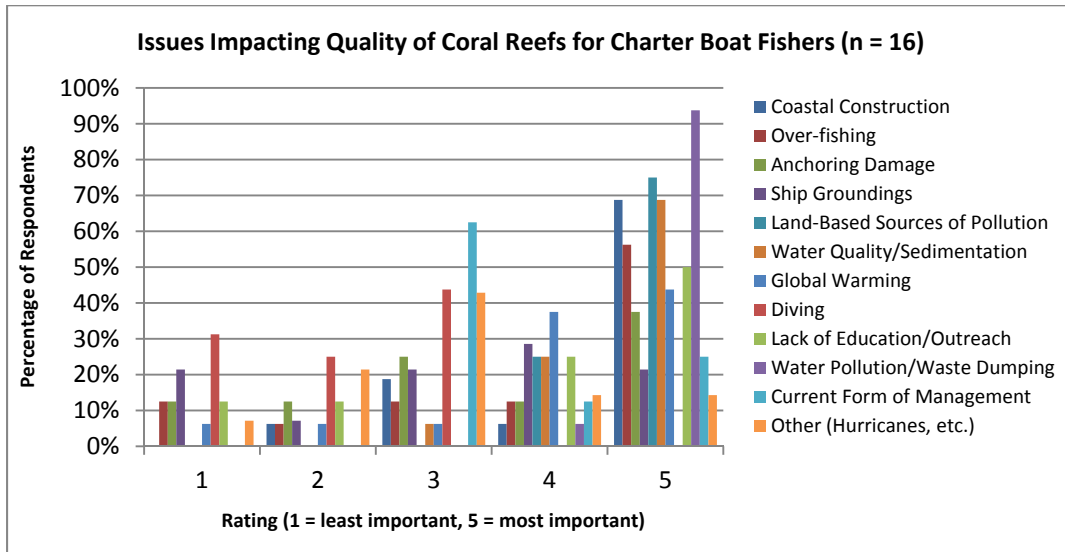 Issues Impacting Quality of Coral Reefs for Charter Boat Fishers (n = 16)
Percentage of Respondents
100%
90%
80%
70%
60%
50%
40%
30%
20%
10%
0%
1 2 3 4 5
Rating (1 = least important, 5 = most important)
Coastal Construction
Over-fishing
Anchoring Damage
Ship Groundings
Land-Based Sources of Pollution
Water Quality/Sedimentation
Global Warming
Diving
Lack of Education/Outreach
Water Pollution/Waste Dumping
Current Form of Management
Other (Hurricanes, etc.)